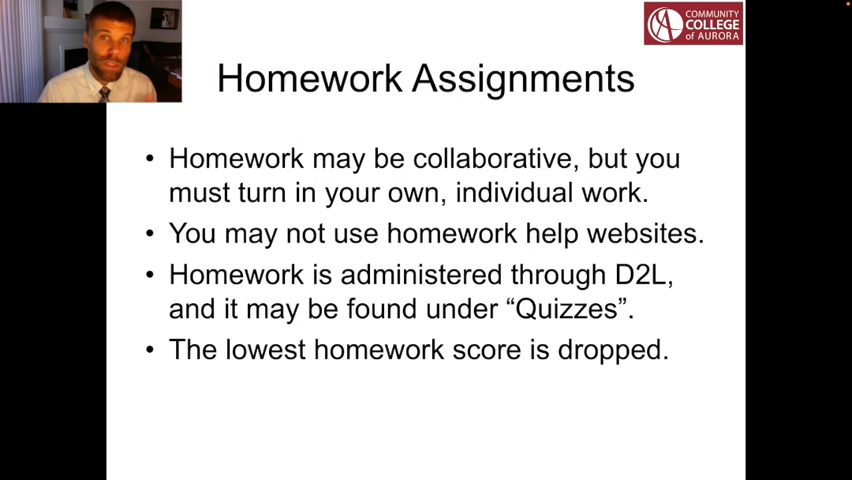 COMMUNITY
COLLEGE
of AURORA
Homework Assignments
• Homework may be collaborative, but you
must turn in your own, individual work.
• You may not use homework help websites.
• Homework is administered through D2L,
and it may be found under “Quizzes”.
• The lowest homework score is dropped.